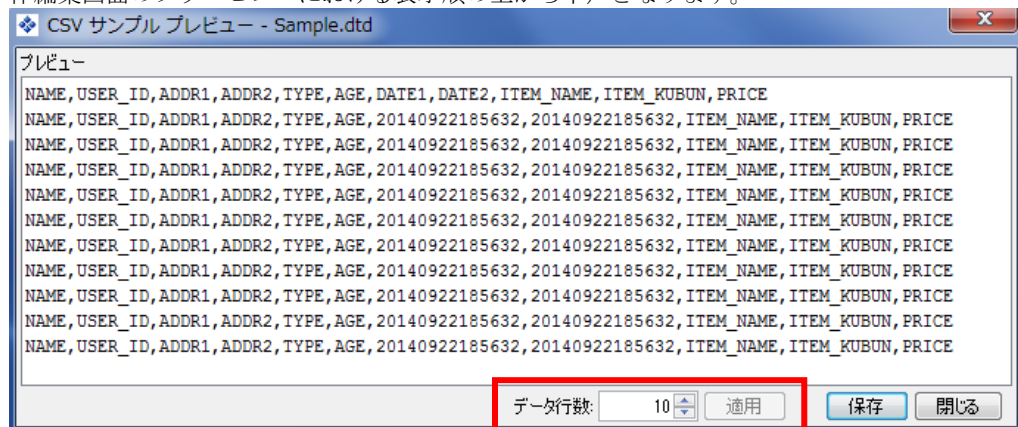 CSV サンプル プレビュー - Sample.dtd
プレビュー
NAME,USER_ID,ADDR1,ADDR2,TYPE,AGE,DATE1,DATE2,ITEM_NAME,ITEM_KUBUN,PRICE
NAME,USER_ID,ADDR1,ADDR2,TYPE,AGE,20140922185632,20140922185632,ITEM_NAME,ITEM_KUBUN,PRICE
NAME,USER_ID,ADDR1,ADDR2,TYPE,AGE,20140922185632,20140922185632,ITEM_NAME,ITEM_KUBUN,PRICE
NAME,USER_ID,ADDR1,ADDR2,TYPE,AGE,20140922185632,20140922185632,ITEM_NAME,ITEM_KUBUN,PRICE
NAME,USER_ID,ADDR1,ADDR2,TYPE,AGE,20140922185632,20140922185632,ITEM_NAME,ITEM_KUBUN,PRICE
NAME,USER_ID,ADDR1,ADDR2,TYPE,AGE,20140922185632,20140922185632,ITEM_NAME,ITEM_KUBUN,PRICE
NAME,USER_ID,ADDR1,ADDR2,TYPE,AGE,20140922185632,20140922185632,ITEM_NAME,ITEM_KUBUN,PRICE
NAME,USER_ID,ADDR1,ADDR2,TYPE,AGE,20140922185632,20140922185632,ITEM_NAME,ITEM_KUBUN,PRICE
NAME,USER_ID,ADDR1,ADDR2,TYPE,AGE,20140922185632,20140922185632,ITEM_NAME,ITEM_KUBUN,PRICE
NAME,USER_ID,ADDR1,ADDR2,TYPE,AGE,20140922185632,20140922185632,ITEM_NAME,ITEM_KUBUN,PRICE
NAME,USER_ID,ADDR1,ADDR2,TYPE,AGE,20140922185632,20140922185632,ITEM_NAME,ITEM_KUBUN,PRICE
データ行数: 10 適用 保存 閉じる